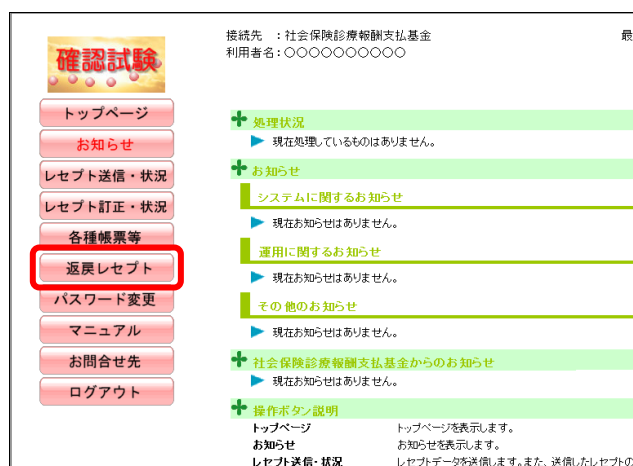 接続先 :社会保険診療報酬支払基金
最
利用者名:○○○○○○○○○○
確認試験
トップページ
お知らせ
レセプト送信・状況
レセプト訂正・状況
各種帳票等
返戻レセプト
パスワード変更
マニュアル
お問合せ先
ログアウト
処理状況
現在処理しているものはありません。
お知らせ
システムに関するお知らせ
現在お知らせはありません。
運用に関するお知らせ
現在お知らせはありません。
その他のお知らせ
現在お知らせはありません。
社会保険診療報酬支払基金からのお知らせ
現在お知らせはありません。
操作ボタン説明
トップページ トップページを表示します。
お知らせ お知らせを表示します。
レセプト送信・状況 レセプトデータを送信します。また、送信したレセプトの